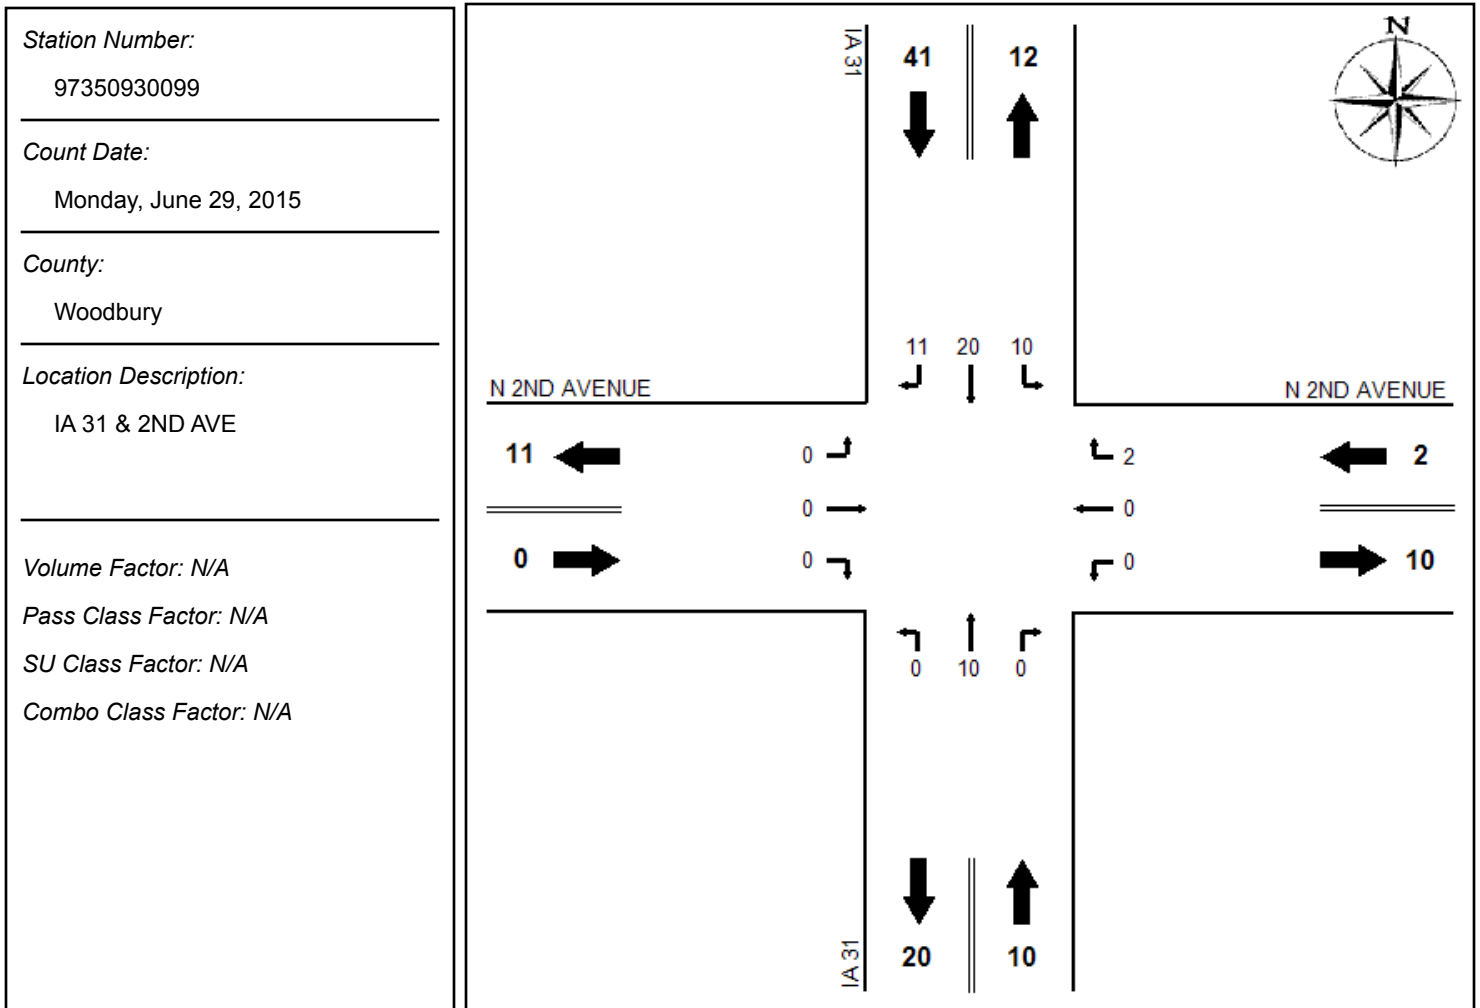 Station Number:
97350930099
Count Date:
Monday, June 29, 2015
County:
Woodbury
Location Description:
IA 31 & 2ND AVE
Volume Factor: N/A
Pass Class Factor: N/A
SU Class Factor: N/A
Combo Class Factor: N/A
N
IA 31
41 12
11 20 10
N 2ND AVENUE
N 2ND AVENUE
11 0 2 2
0 0
0 0 0 10
0 10 0
IA 31
20 10